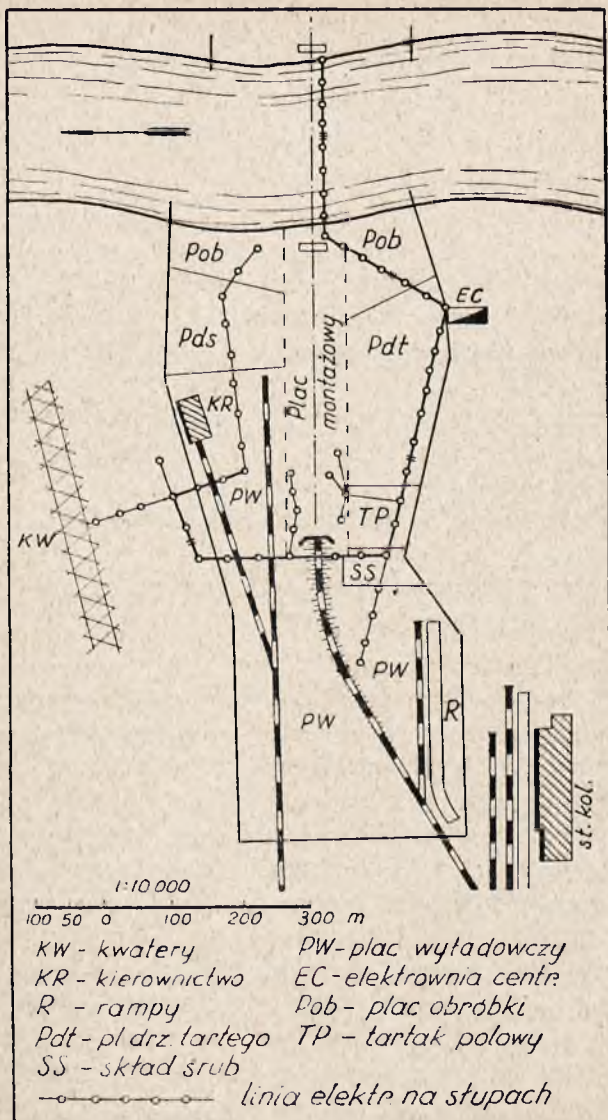 Pob
Pob
EC
Pds
Plac
montażowy
Pdt
KR
PW
TP
KW
SS
PW
PW
R
st. kol.
1:10 000
100 50 0 100 200 300 m
KW - kwatery
PW - plac wyładowczy
KR - kierownictwo
EC - elektrownia centr.
R - rampy
Pob - plac obróbki
Pdt - pl drz. tartego
TP - tartak polowy
SS - skład śrub
linia elektr na słupach